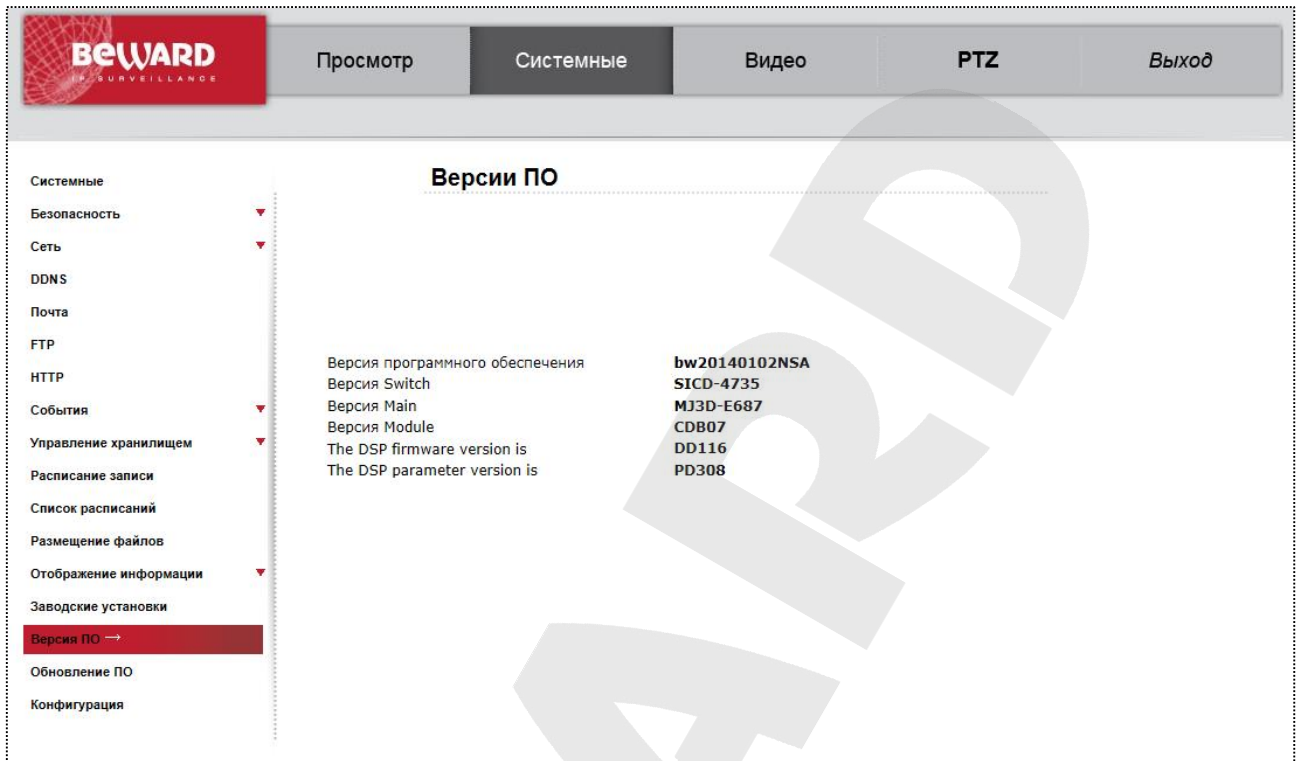 BEWARD
IP SURVEILLANCE
Просмотр Системные Видео PTZ Выход
Версии ПО
Системные
Безопасность
Сеть
DDNS
Почта
FTP
HTTP
События
Управление хранилищем
Расписание записи
Список расписаний
Размещение файлов
Отображение информации
Заводские установки
Версия ПО →
Обновление ПО
Конфигурация
Версия программного обеспечения bw20140102NSA
Версия Switch SICD-4735
Версия Main MJ3D-E687
Версия Module CDB07
The DSP firmware version is DD116
The DSP parameter version is PD308
ARD